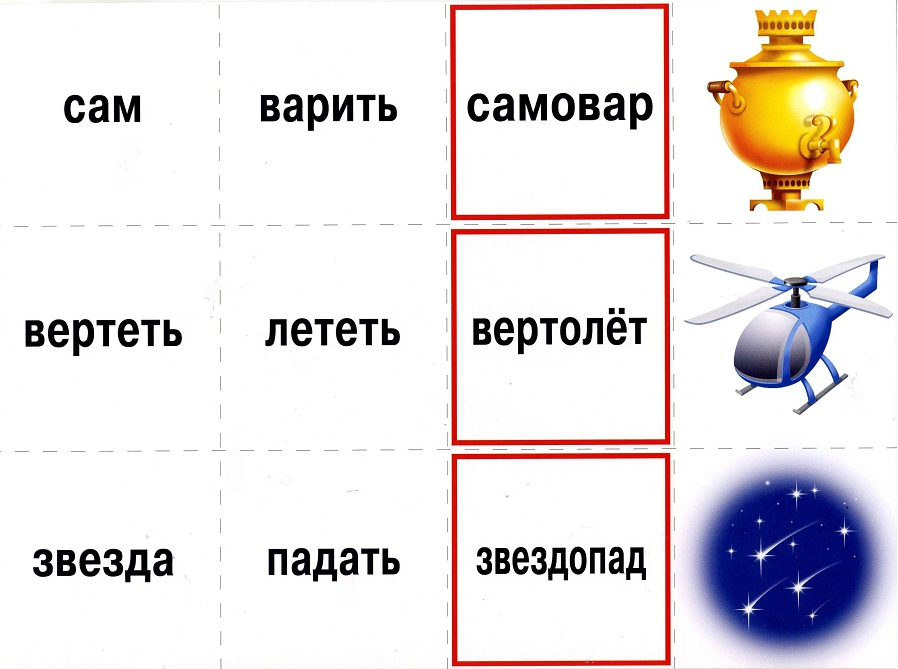 сам варить самовар
вертеть лететь вертолёт
звезда падать звездопад